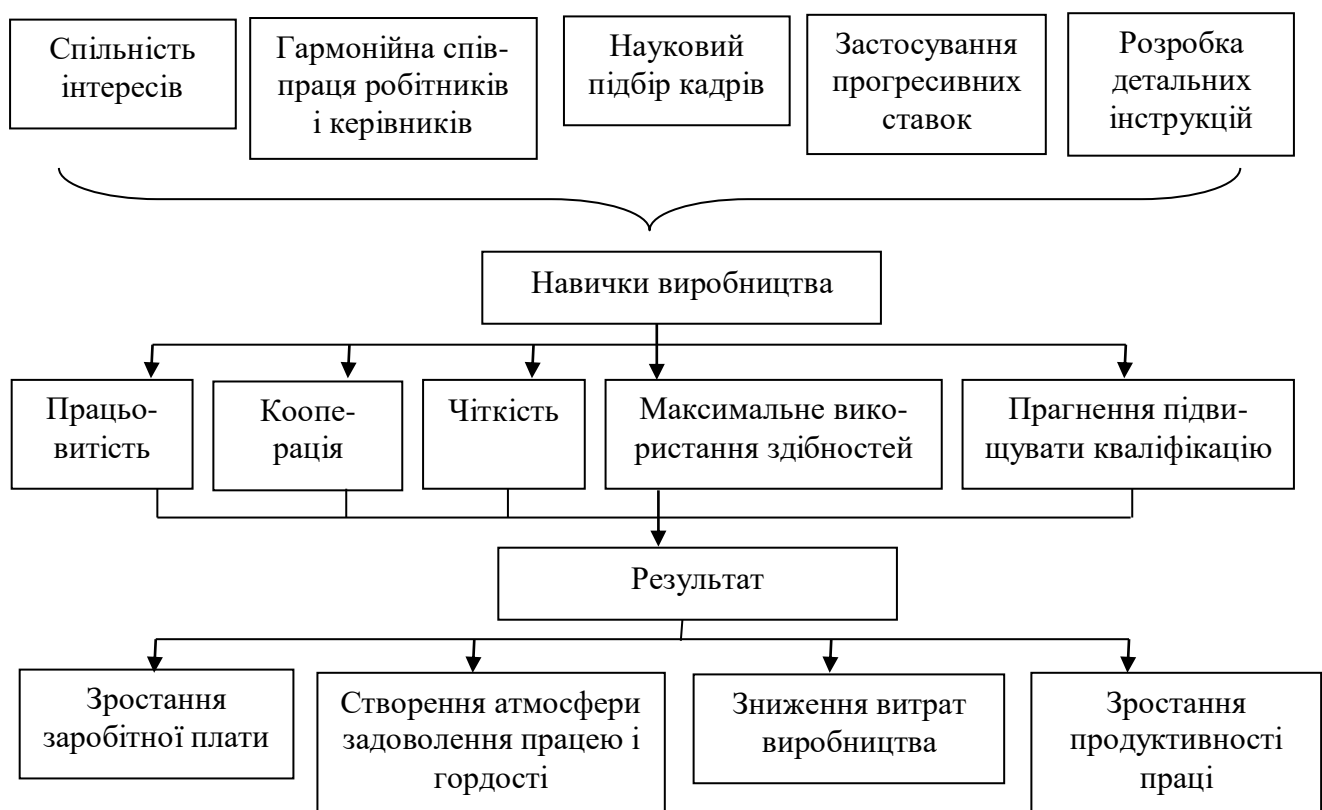 Спільність
інтересів
Гармонійна спів-
праця робітників
і керівників
Науковий
підбір кадрів
Застосування
прогресивних
ставок
Розробка
детальних
інструкцій
Навички виробництва
Працьо-
витість
Коопе-
рація
Чіткість
Максимальне вико-
ристання здібностей
Прагнення підви-
щувати кваліфікацію
Результат
Зростання
заробітної плати
Створення атмосфери
задоволення працею і
гордості
Зниження витрат
виробництва
Зростання
продуктивності
праці